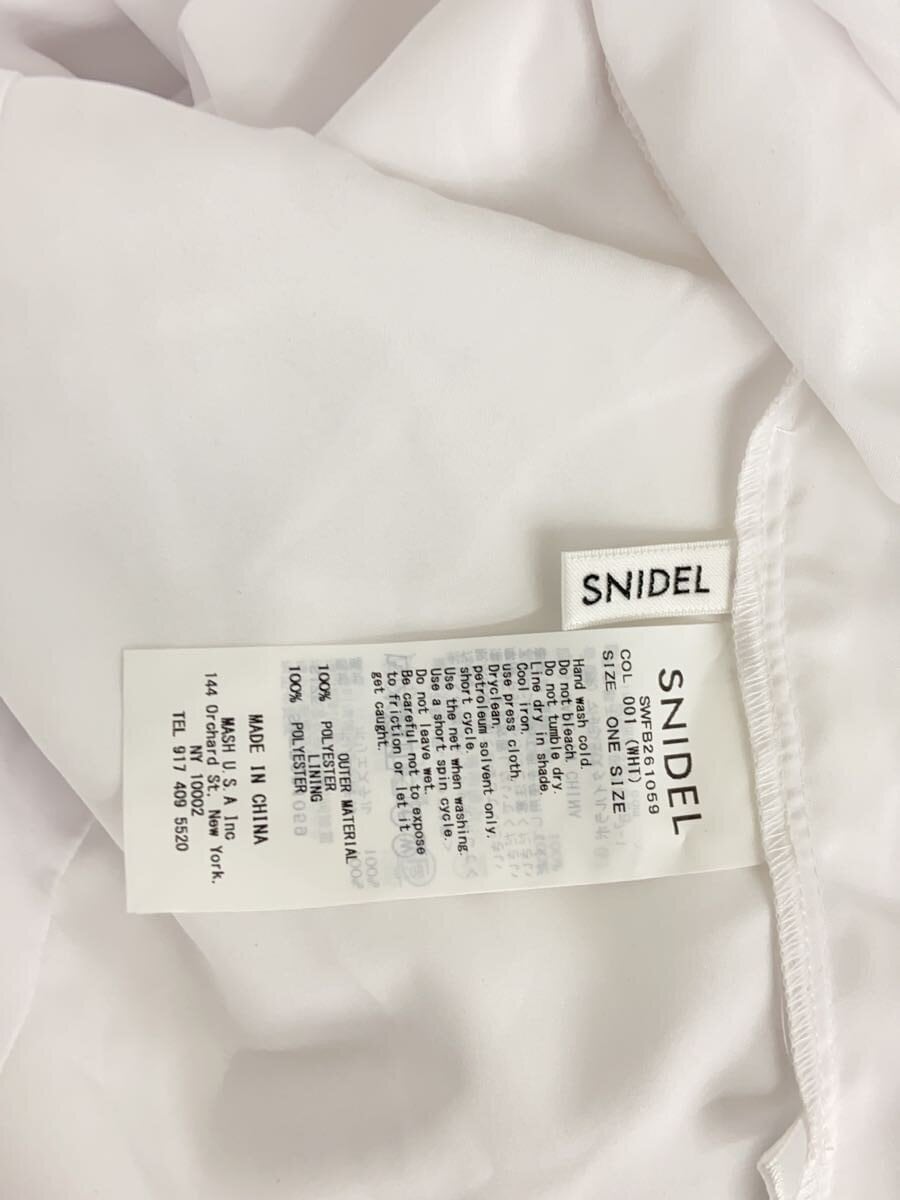 SNIDEL
SNIDEL
SWFB261059
COL 001 (WHT)
SIZE ONE SIZE
Hand wash cold.
Do not bleach.
Do not tumble dry.
Line dry in shade.
Cool iron,
use press cloth.
Dryclean,
petroleum solvent only.
short cycle.
Use the net when washing.
Use a short spin cycle.
Do not leave wet.
Be careful not to expose
to friction or let it
get caught.
OUTER MATERIAL
100% POLYESTER
LINING
100% POLYESTER
MADE IN CHINA
MASH U.S.A Inc
144 Orchard St, New York.
NY 10002
TEL 917 409 5520